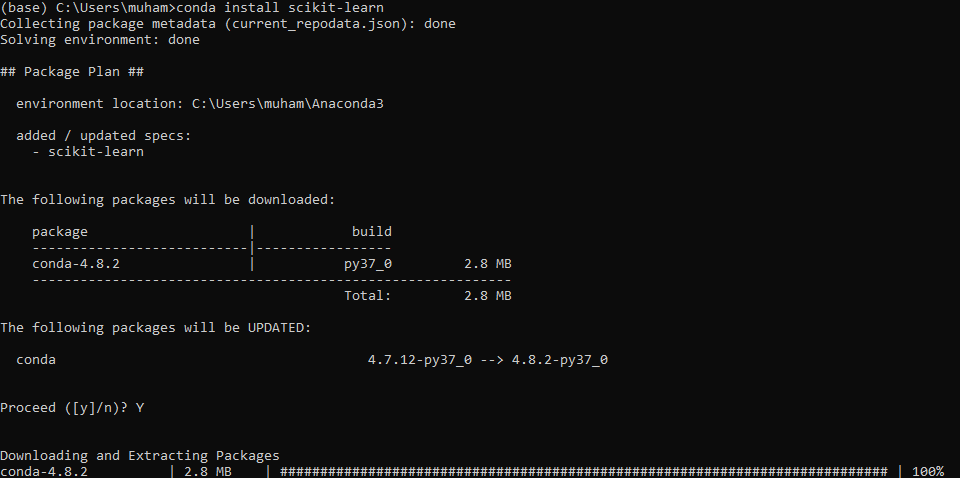 (base) C:\Users\muham>conda install scikit-learn
Collecting package metadata (current_repodata.json): done
Solving environment: done
## Package Plan ##
environment location: C:\Users\muham\Anaconda3
added / updated specs:
- scikit-learn
The following packages will be downloaded:
package | build
---------------------------|-----------------
conda-4.8.2 | py37_0 2.8 MB
------------------------------------------------------------
Total: 2.8 MB
The following packages will be UPDATED:
conda 4.7.12-py37_0 --> 4.8.2-py37_0
Proceed ([y]/n)? Y
Downloading and Extracting Packages
conda-4.8.2 | 2.8 MB | ############################################################################ | 100%